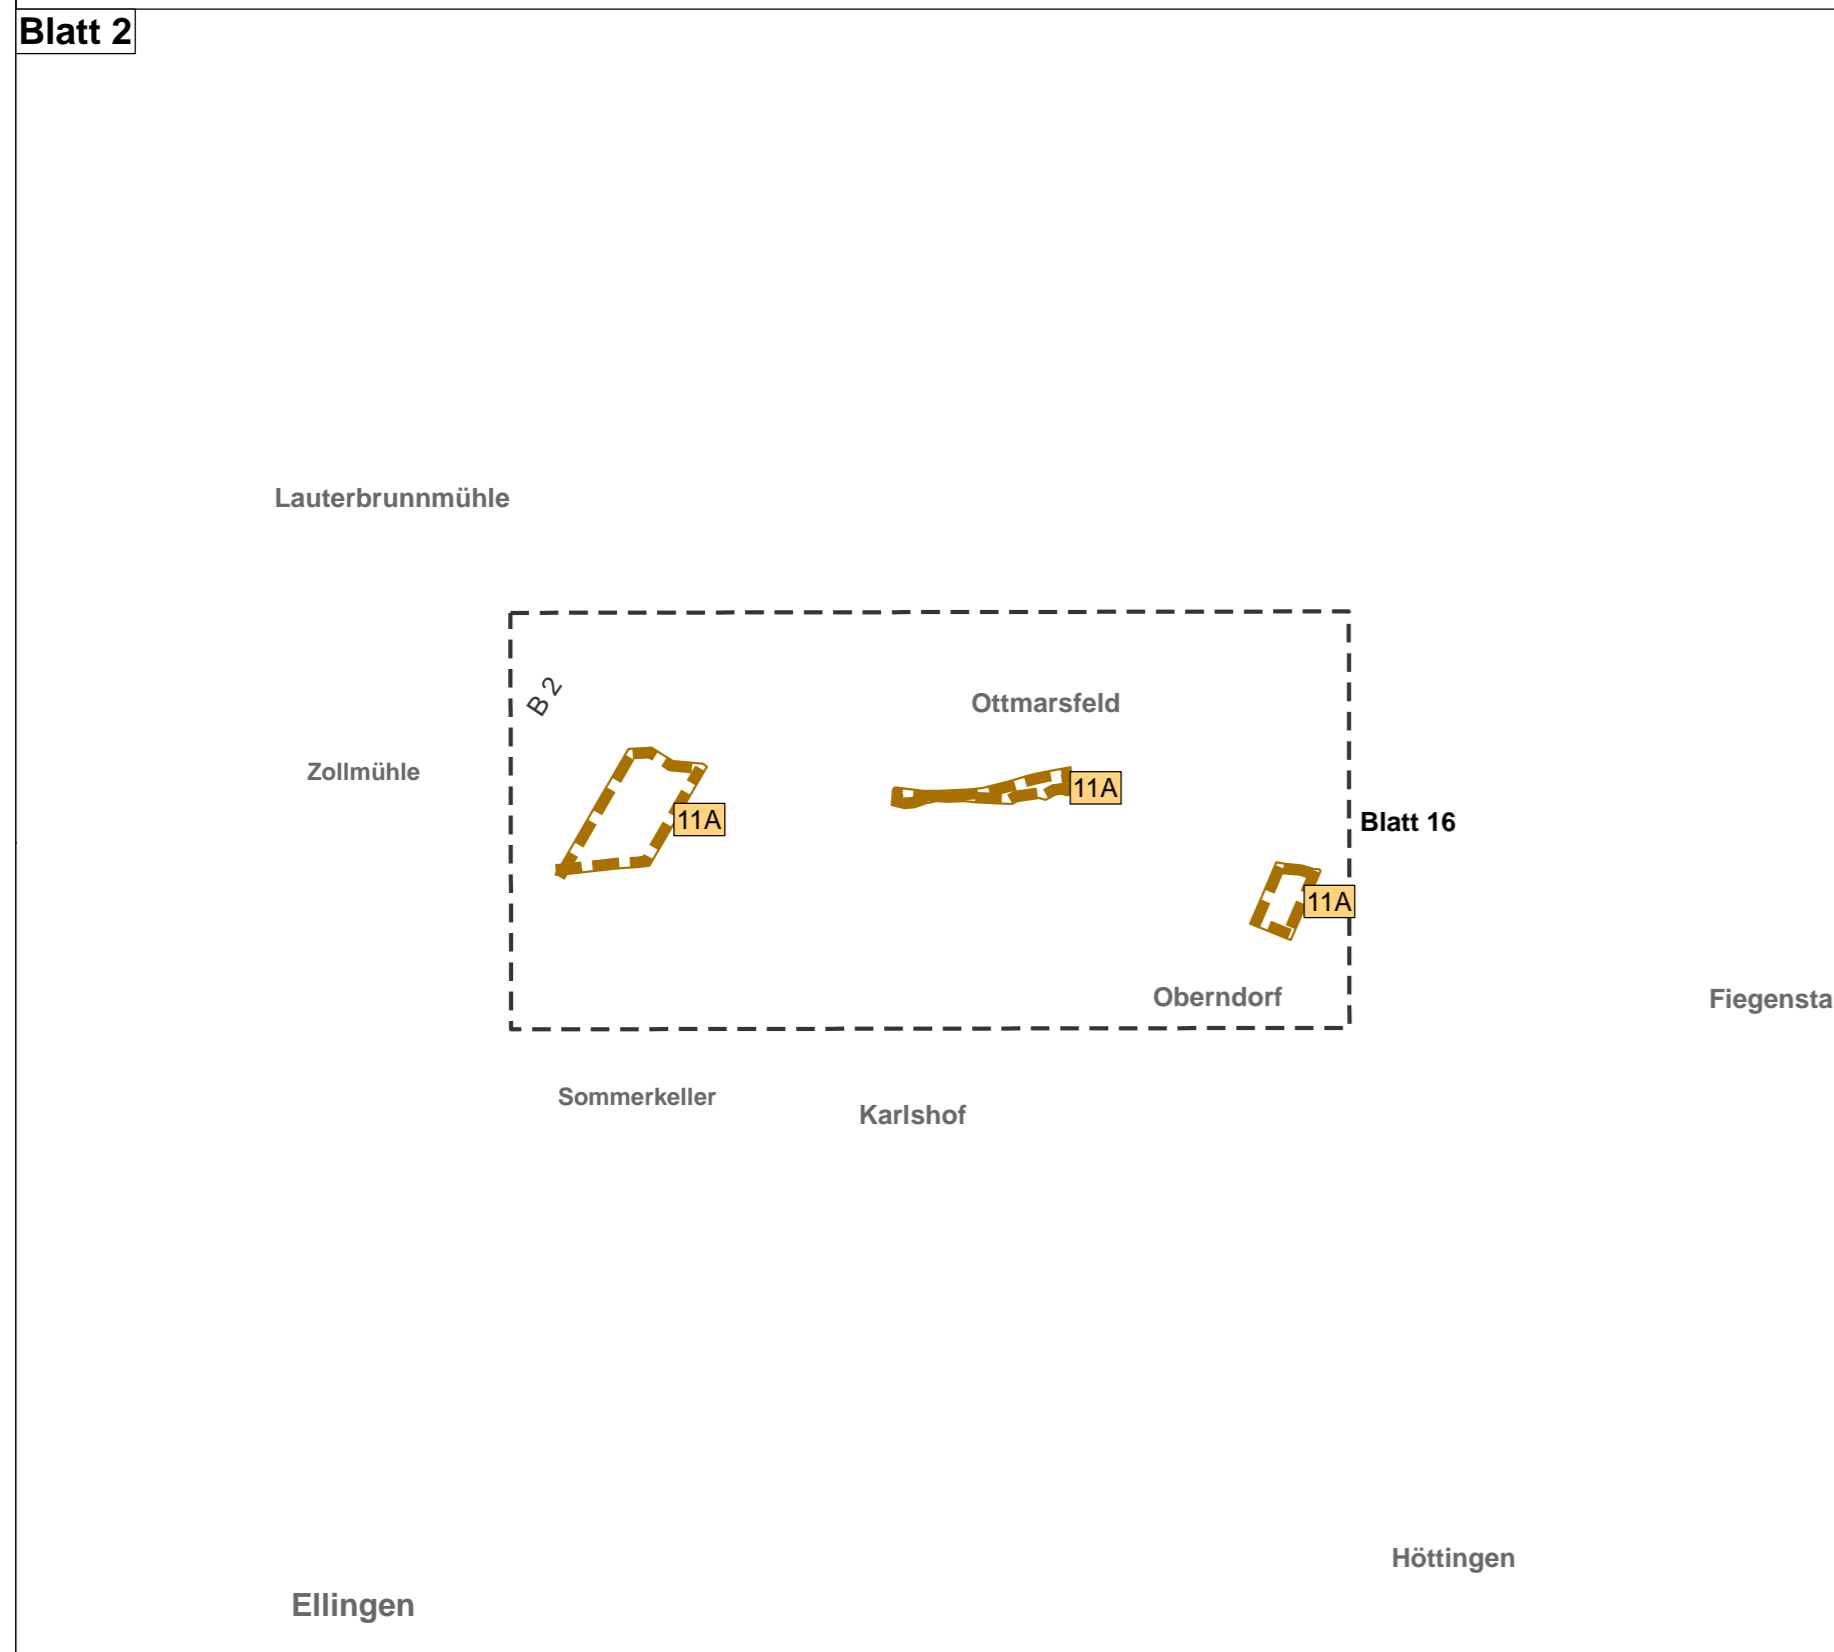 Blatt 2
Lauterbrunnmühle
B 2
Ottmarsfeld
Zollmühle
11A
11A
Blatt 16
11A
Oberndorf
Fiegensta
Sommerkeller
Karlshof
Höttingen
Ellingen